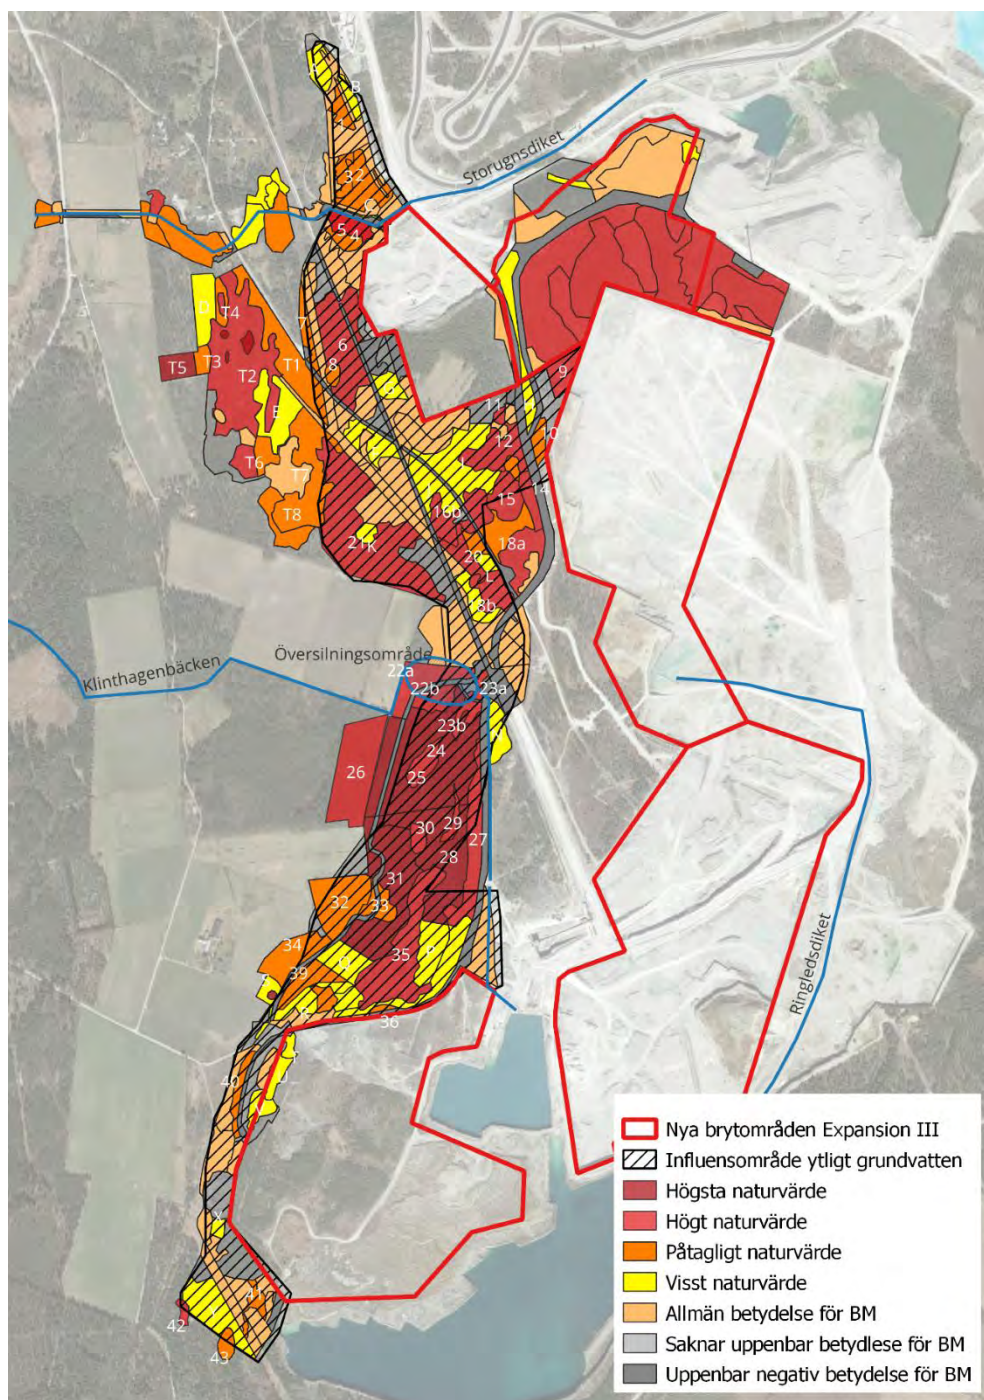 B
32
Storugnsdiket
C
5
4
D
T4
7
6
T3
T1
T5
8
T2
9
E
11
12
10
T6
T7
14
15
16b
T8
18a
21
K
20
L
18b
Översilningsområde
22a
Klinthagenbäcken
22b
23a
23b
24
26
25
30
29
27
28
31
32
33
34
35
39
36
Ringledsdiket
40
41
42
43
Nya brytområden Expansion III
Influensområde ytligt grundvatten
Högsta naturvärde
Högt naturvärde
Påtagligt naturvärde
Visst naturvärde
Allmän betydelse för BM
Saknar uppenbar betydlese för BM
Uppenbar negativ betydelse för BM